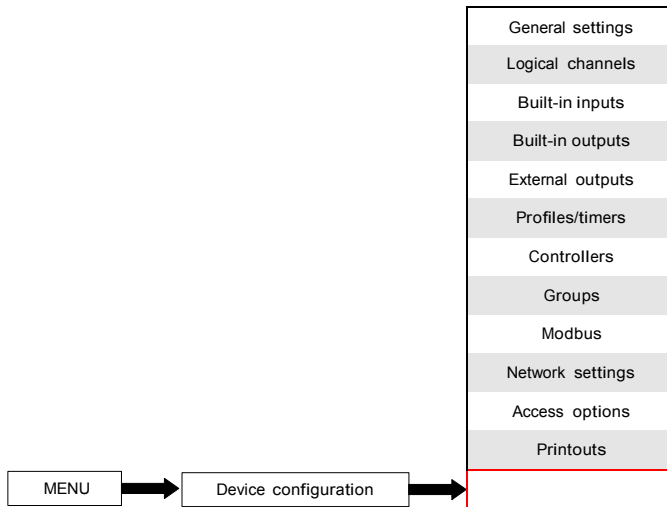 General settings
Logical channels
Built-in inputs
Built-in outputs
External outputs
Profiles/timers
Controllers
Groups
Modbus
Network settings
Access options
Printouts
MENU
Device configuration